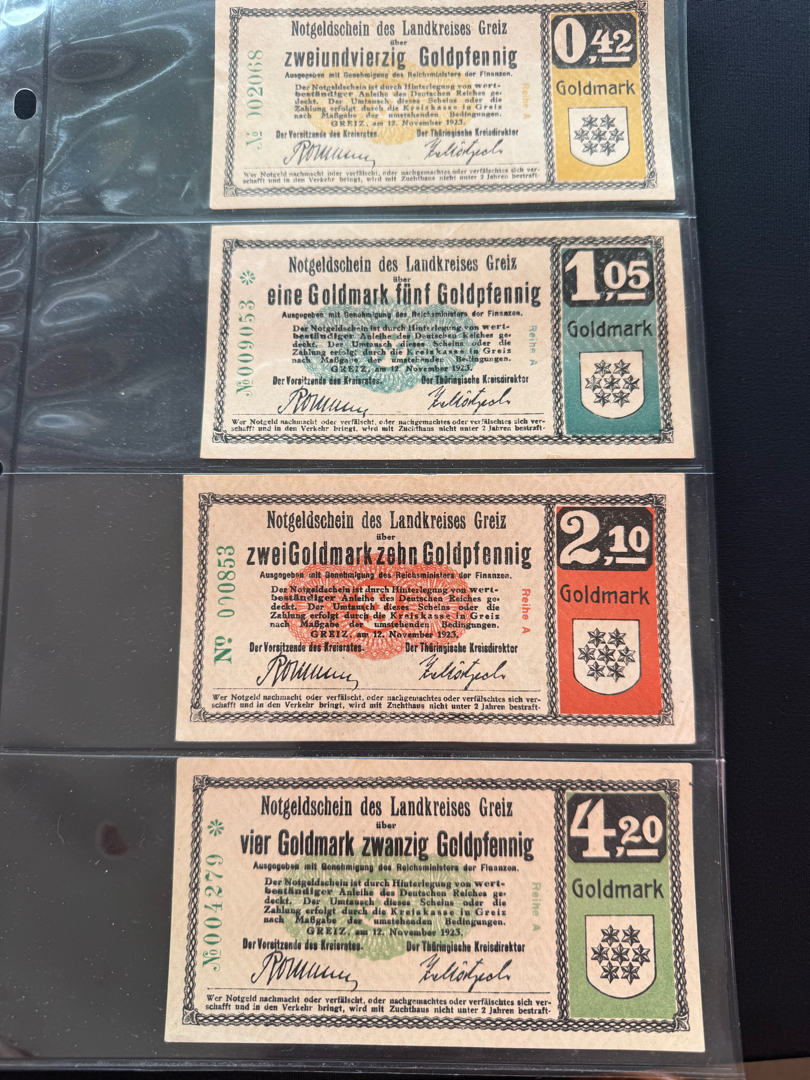 Notgeldschein des Landkreises Greiz
über
zweiundvierzig Goldpfennig
Ausgegeben mit Genehmigung des Reichsministers der Finanzen.
Der Notgeldschein ist durch Hinterlegung von wert-
beständiger Anleihe des Deutschen Reiches ge-
deckt. Der Umtausch dieses Scheins oder die
Zahlung erfolgt durch die Kreiskasse in Greiz
nach Maßgabe der umstehenden Bedingungen.
GREIZ, am 12. November 1923.
Der Vorsitzende des Kreisrates. Der Thüringische Kreisdirektor
Wer Notgeld nachmacht oder verfälscht, oder nachgemachtes oder verfälschtes sich ver-
schafft und in den Verkehr bringt, wird mit Zuchthaus nicht unter 2 Jahren bestraft.
№ 002068
Reihe A
0,42
Goldmark
Notgeldschein des Landkreises Greiz
über
eine Goldmark fünf Goldpfennig
Ausgegeben mit Genehmigung des Reichsministers der Finanzen.
Der Notgeldschein ist durch Hinterlegung von wert-
beständiger Anleihe des Deutschen Reiches ge-
deckt. Der Umtausch dieses Scheins oder die
Zahlung erfolgt durch die Kreiskasse in Greiz
nach Maßgabe der umstehenden Bedingungen.
GREIZ, am 12. November 1923.
Der Vorsitzende des Kreisrates. Der Thüringische Kreisdirektor
Wer Notgeld nachmacht oder verfälscht, oder nachgemachtes oder verfälschtes sich ver-
schafft und in den Verkehr bringt, wird mit Zuchthaus nicht unter 2 Jahren bestraft-
№009053 *
Reihe A
1,05
Goldmark
Notgeldschein des Landkreises Greiz
über
zwei Goldmark zehn Goldpfennig
Ausgegeben mit Genehmigung des Reichsministers der Finanzen.
Der Notgeldschein ist durch Hinterlegung von wert-
beständiger Anleihe des Deutschen Reiches ge-
deckt. Der Umtausch dieses Scheins oder die
Zahlung erfolgt durch die Kreiskasse in Greiz
nach Maßgabe der umstehenden Bedingungen.
GREIZ, am 12. November 1923.
Der Vorsitzende des Kreisrates. Der Thüringische Kreisdirektor
Wer Notgeld nachmacht oder verfälscht, oder nachgemachtes oder verfälschtes sich ver-
schafft und in den Verkehr bringt, wird mit Zuchthaus nicht unter 2 Jahren bestraft-
№ 000853
Reihe A
2,10
Goldmark
Notgeldschein des Landkreises Greiz
über
vier Goldmark zwanzig Goldpfennig
Ausgegeben mit Genehmigung des Reichsministers der Finanzen.
Der Notgeldschein ist durch Hinterlegung von wert-
beständiger Anleihe des Deutschen Reiches ge-
deckt. Der Umtausch dieses Scheins oder die
Zahlung erfolgt durch die Kreiskasse in Greiz
nach Maßgabe der umstehenden Bedingungen.
GREIZ, am 12. November 1923.
Der Vorsitzende des Kreisrates. Der Thüringische Kreisdirektor
Wer Notgeld nachmacht oder verfälscht, oder nachgemachtes oder verfälschtes sich ver-
schafft und in den Verkehr bringt, wird mit Zuchthaus nicht unter 2 Jahren bestraft-
№004279 *
Reihe A
4,20
Goldmark